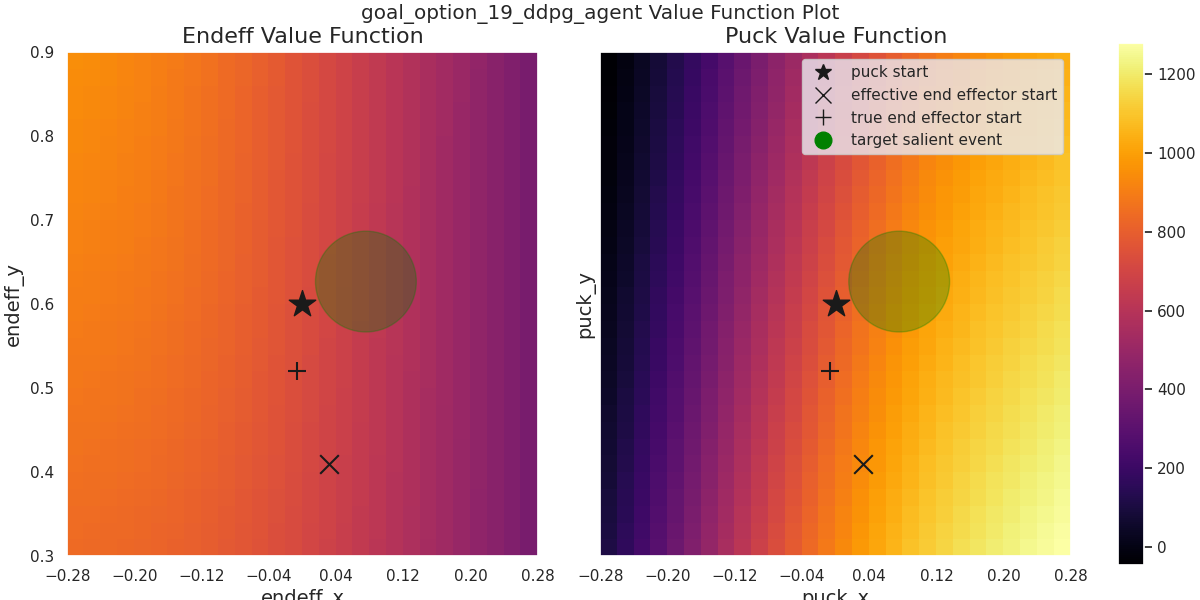 goal_option_19_ddpg_agent Value Function Plot
Endeff Value Function
Puck Value Function
0.9
0.8
0.7
0.6
0.5
0.4
0.3
endeff_y
−0.28 −0.20 −0.12 −0.04 0.04 0.12 0.20 0.28
endeff_x
puck start
effective end effector start
true end effector start
target salient event
puck_y
−0.28 −0.20 −0.12 −0.04 0.04 0.12 0.20 0.28
puck_x
1200
1000
800
600
400
200
0